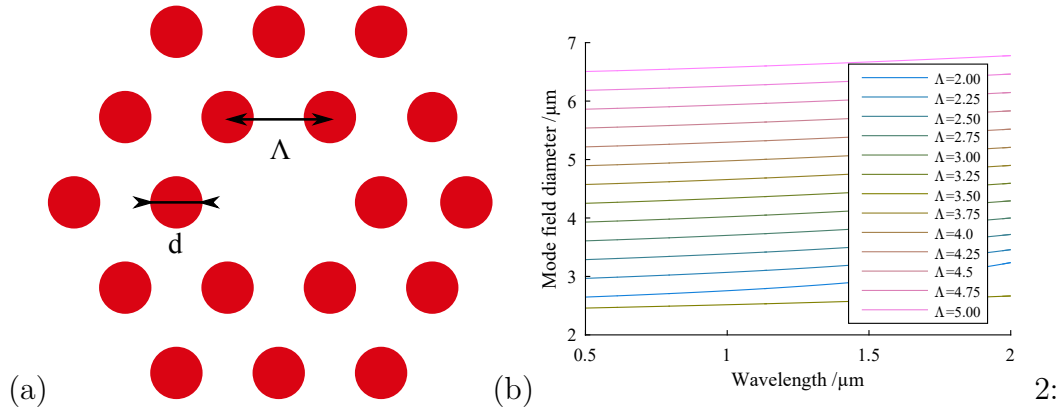 Λ
d
(a)
7
6
5
4
3
2
Mode field diameter /μm
Λ=2.00
Λ=2.25
Λ=2.50
Λ=2.75
Λ=3.00
Λ=3.25
Λ=3.50
Λ=3.75
Λ=4.0
Λ=4.25
Λ=4.5
Λ=4.75
Λ=5.00
0.5 1 1.5 2
Wavelength /μm
(b)
2: